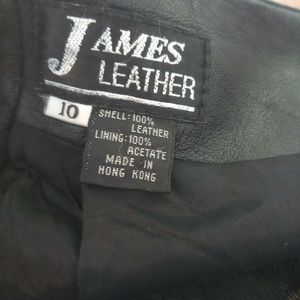 JAMES
LEATHER
10
SHELL: 100%
LEATHER
LINING: 100%
ACETATE
MADE IN
HONG KONG